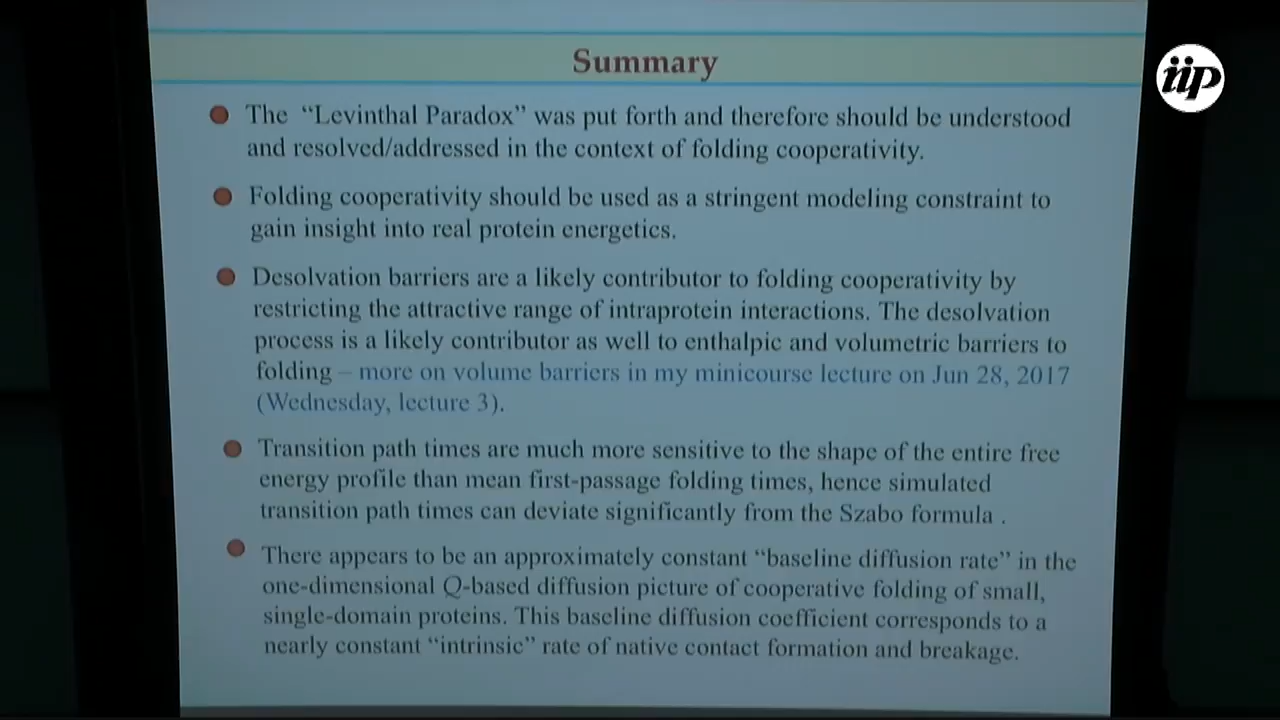 Summary
iip
The “Levinthal Paradox” was put forth and therefore should be understood
and resolved/addressed in the context of folding cooperativity.
Folding cooperativity should be used as a stringent modeling constraint to
gain insight into real protein energetics.
Desolvation barriers are a likely contributor to folding cooperativity by
restricting the attractive range of intraprotein interactions. The desolvation
process is a likely contributor as well to enthalpic and volumetric barriers to
folding – more on volume barriers in my minicourse lecture on Jun 28, 2017
(Wednesday, lecture 3).
Transition path times are much more sensitive to the shape of the entire free
energy profile than mean first-passage folding times, hence simulated
transition path times can deviate significantly from the Szabo formula .
There appears to be an approximately constant “baseline diffusion rate” in the
one-dimensional Q-based diffusion picture of cooperative folding of small,
single-domain proteins. This baseline diffusion coefficient corresponds to a
nearly constant “intrinsic” rate of native contact formation and breakage.